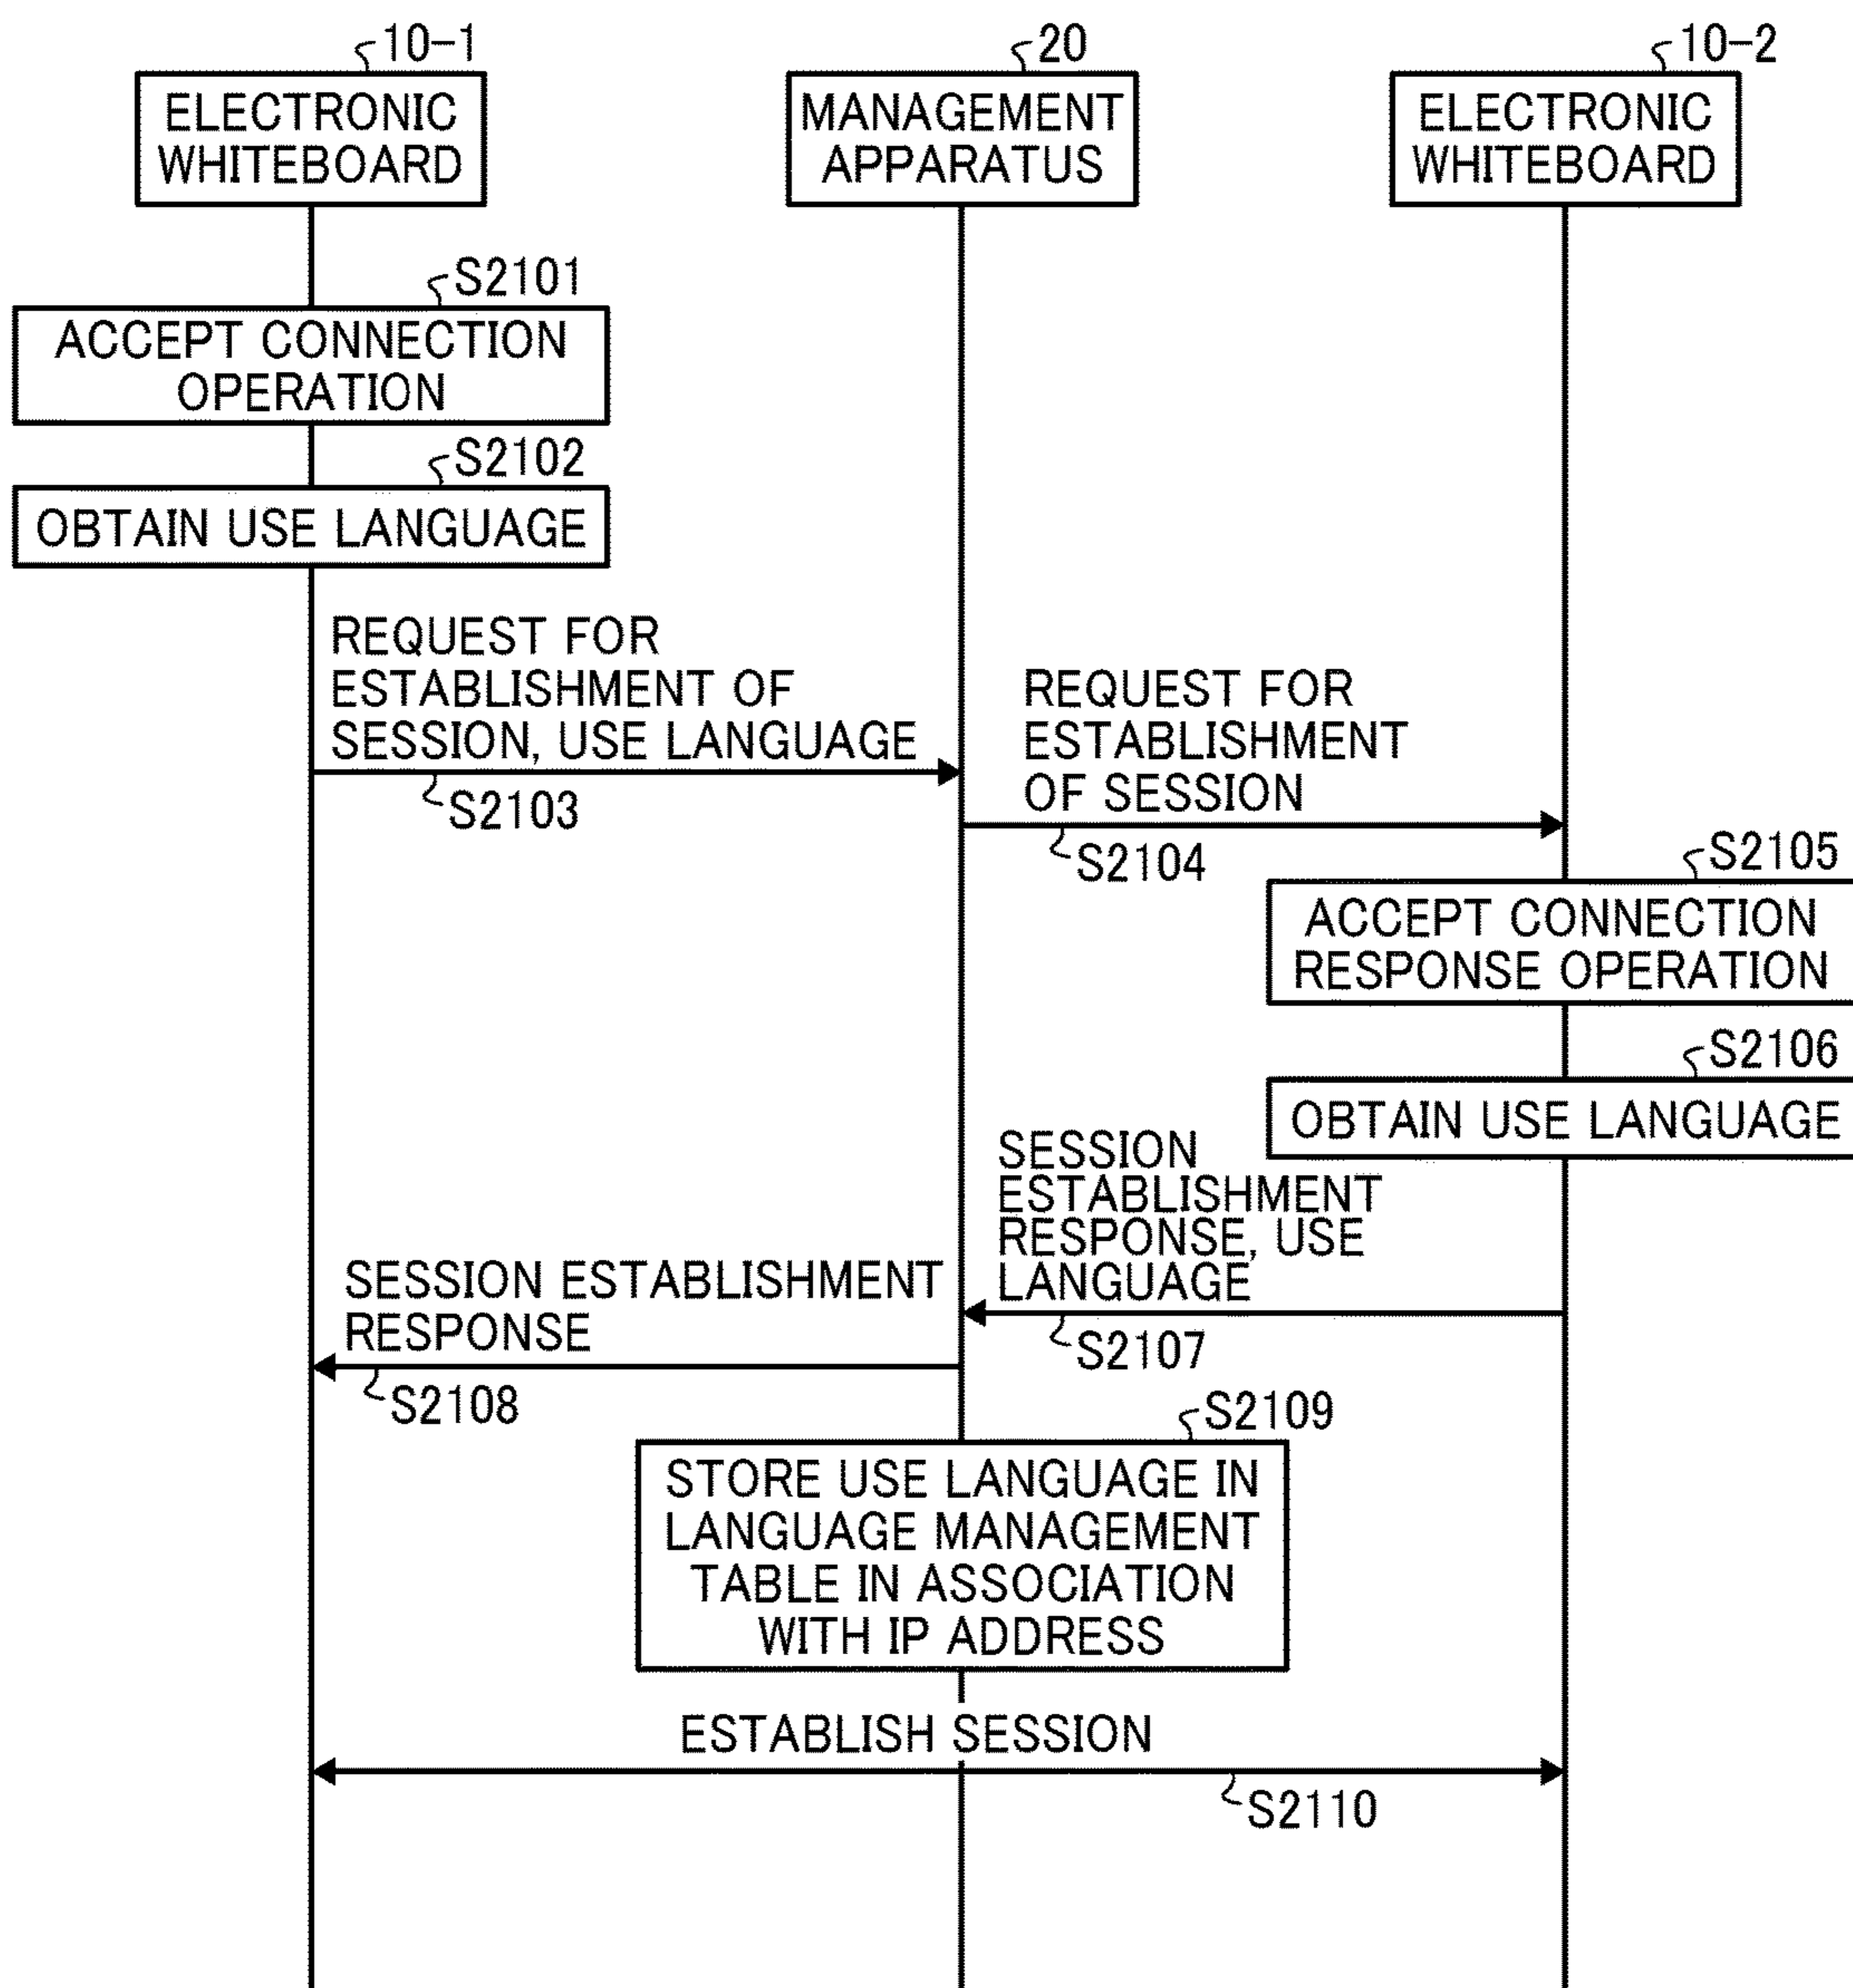 10-1
ELECTRONIC
WHITEBOARD
20
MANAGEMENT
APPARATUS
10-2
ELECTRONIC
WHITEBOARD
S2101
ACCEPT CONNECTION
OPERATION
S2102
OBTAIN USE LANGUAGE
REQUEST FOR
ESTABLISHMENT OF
SESSION, USE LANGUAGE
S2103
REQUEST FOR
ESTABLISHMENT
OF SESSION
S2104
S2105
ACCEPT CONNECTION
RESPONSE OPERATION
S2106
OBTAIN USE LANGUAGE
SESSION
ESTABLISHMENT
RESPONSE, USE
LANGUAGE
S2107
SESSION ESTABLISHMENT
RESPONSE
S2108
S2109
STORE USE LANGUAGE IN
LANGUAGE MANAGEMENT
TABLE IN ASSOCIATION
WITH IP ADDRESS
ESTABLISH SESSION
S2110